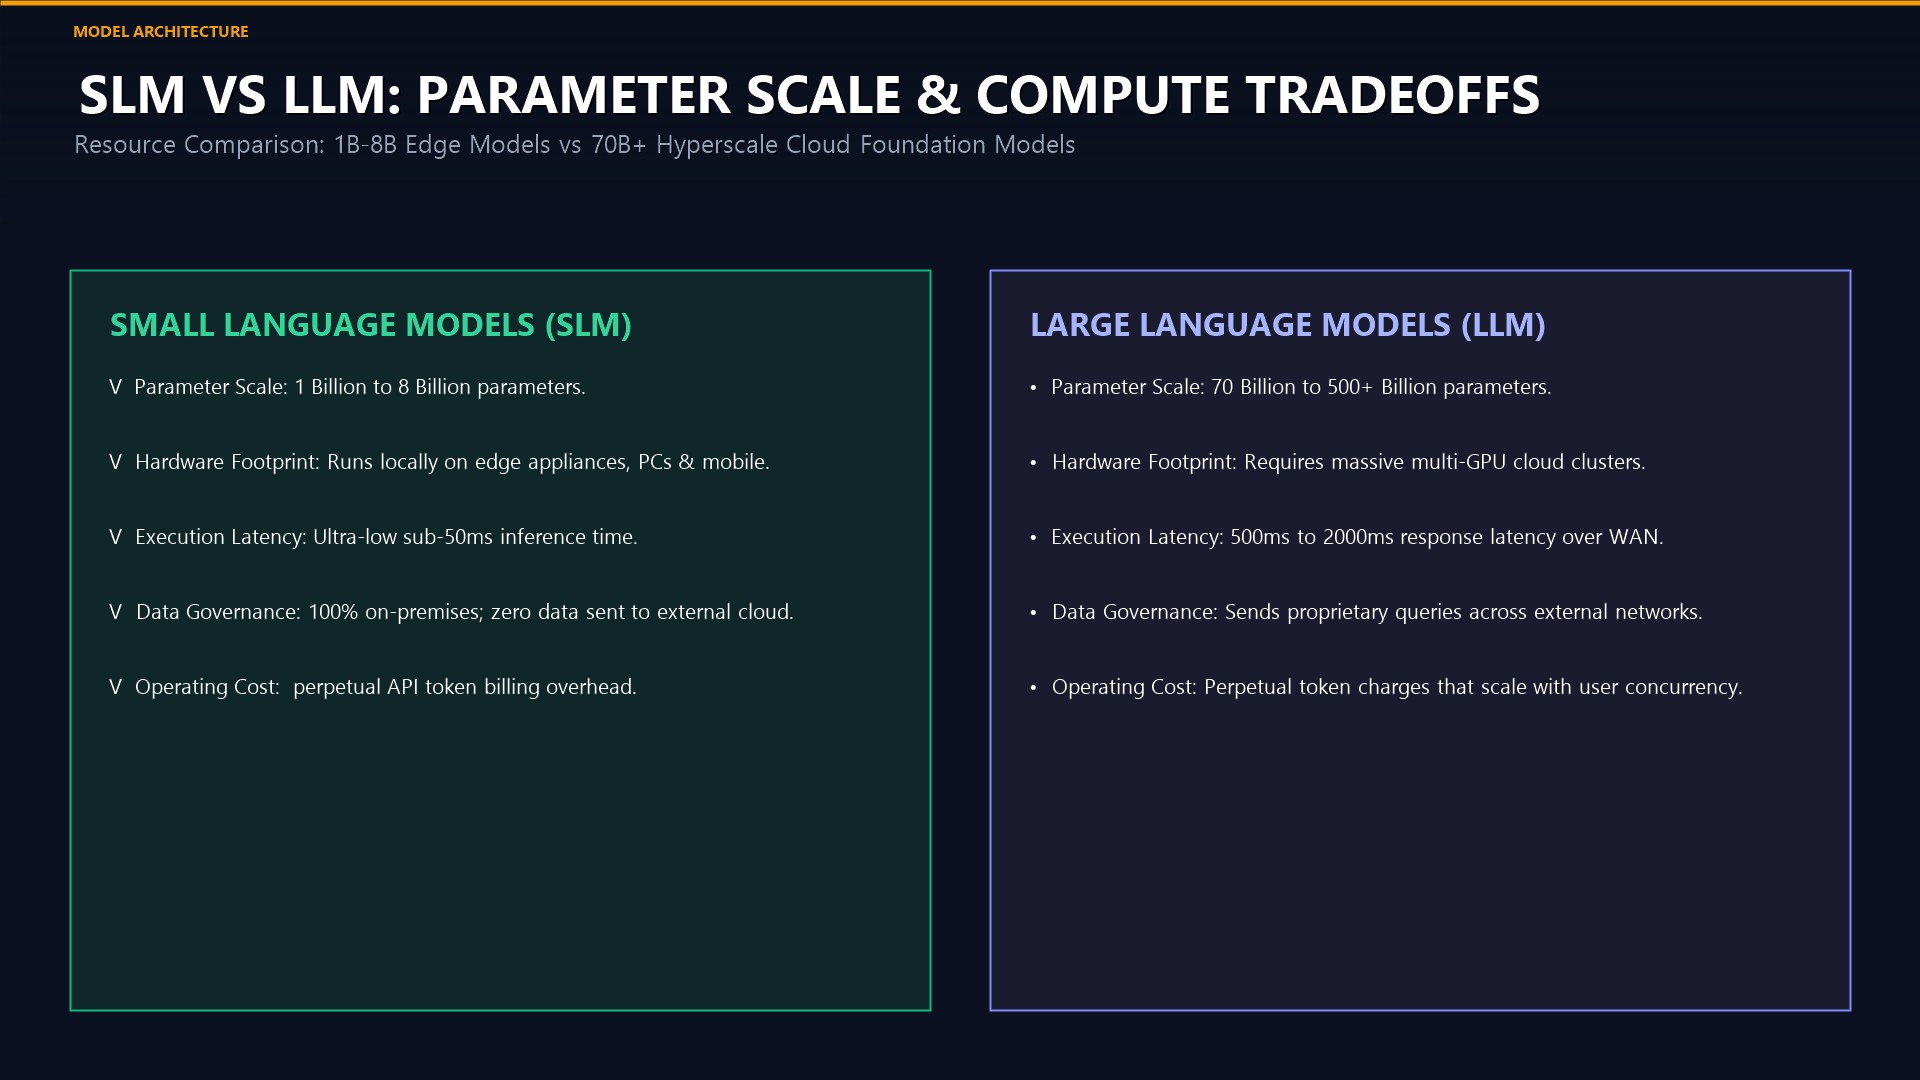 MODEL ARCHITECTURE
SLM VS LLM: PARAMETER SCALE & COMPUTE TRADEOFFS
Resource Comparison: 1B-8B Edge Models vs 70B+ Hyperscale Cloud Foundation Models
SMALL LANGUAGE MODELS (SLM)
V Parameter Scale: 1 Billion to 8 Billion parameters.
V Hardware Footprint: Runs locally on edge appliances, PCs & mobile.
V Execution Latency: Ultra-low sub-50ms inference time.
V Data Governance: 100% on-premises; zero data sent to external cloud.
V Operating Cost:  perpetual API token billing overhead.
LARGE LANGUAGE MODELS (LLM)
• Parameter Scale: 70 Billion to 500+ Billion parameters.
• Hardware Footprint: Requires massive multi-GPU cloud clusters.
• Execution Latency: 500ms to 2000ms response latency over WAN.
• Data Governance: Sends proprietary queries across external networks.
• Operating Cost: Perpetual token charges that scale with user concurrency.